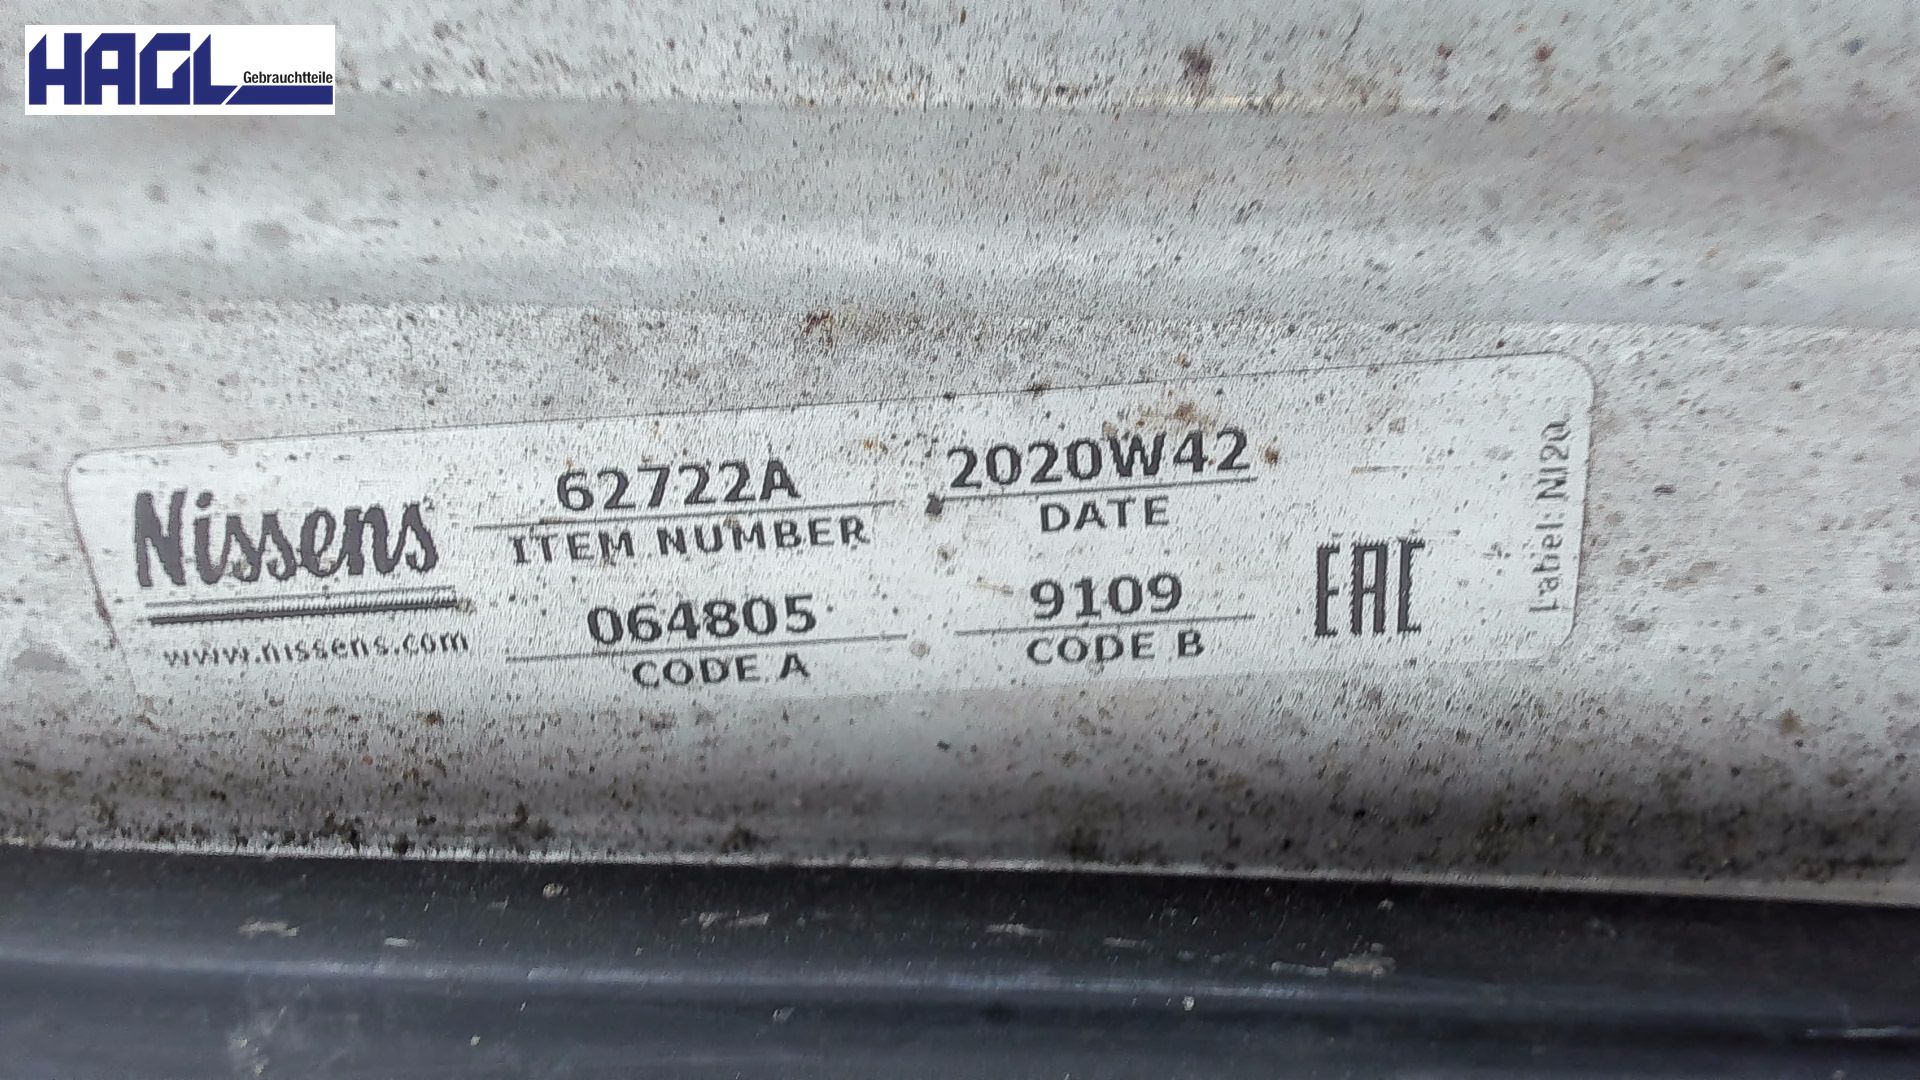 HAGL Gebrauchtteile
Nissens
www.nissens.com
62722A
ITEM NUMBER
2020W42
DATE
064805
CODE A
9109
CODE B
EAC
Label: NI20